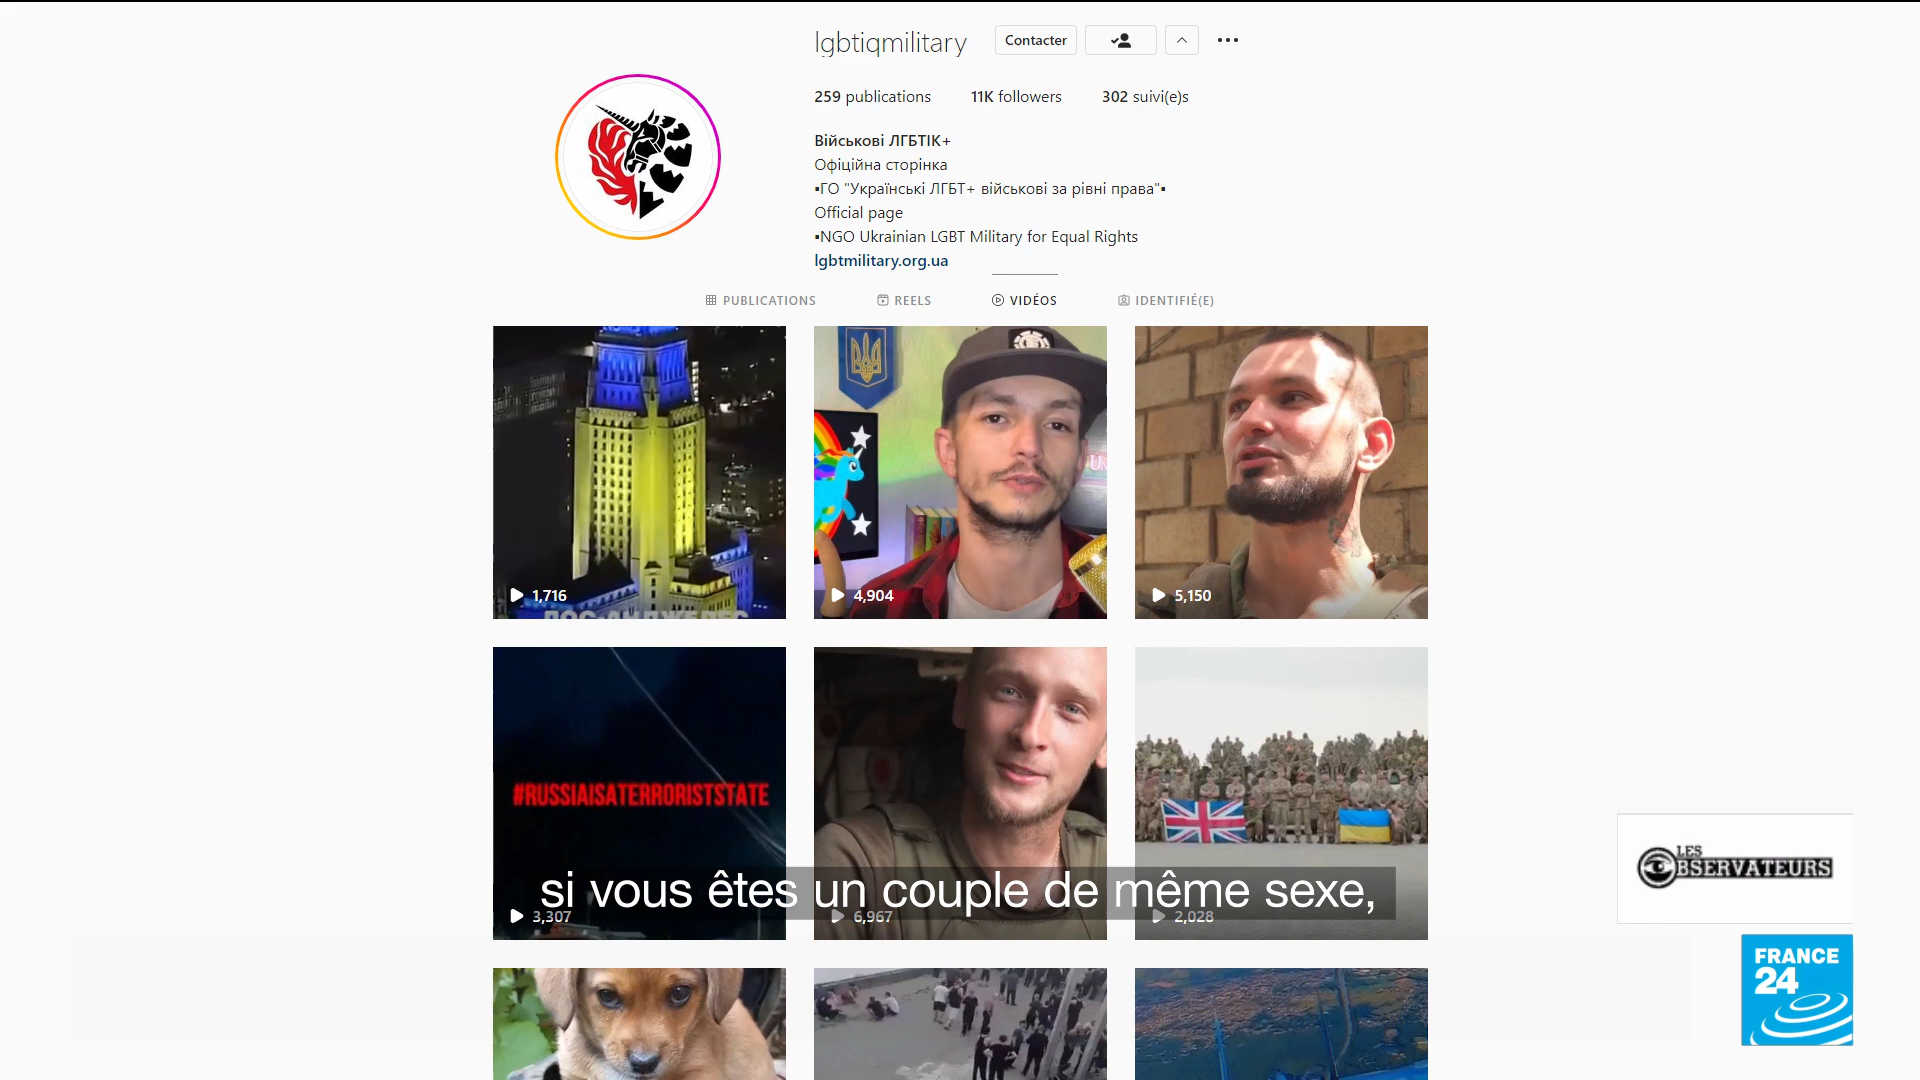 lgbtiqmilitary
Contacter
259 publications
11K followers
302 suivi(e)s
Військові ЛГБТІК+
Офіційна сторінка
▪ГО "Українські ЛГБТ+ військові за рівні права"▪
Official page
▪NGO Ukrainian LGBT Military for Equal Rights
lgbtmilitary.org.ua
PUBLICATIONS
REELS
VIDÉOS
IDENTIFIÉ(E)
1,716
ЛОС-АНДЖЕЛЕС
4,904
5,150
#RUSSIAISATERRORISTSTATE
si vous êtes un couple de même sexe,
3,307
6,967
2,028
LES
OBSERVATEURS
FRANCE
24